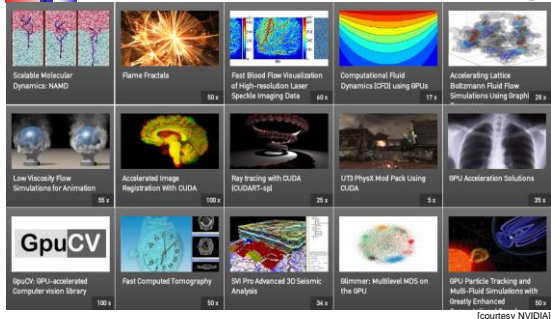 Scalable Molecular
Dynamics: NAMD
Flame Fractals
50 x
Fast Blood Flow Visualization
of High-resolution Laser
Speckle Imaging Data
60 x
Computational Fluid
Dynamics (CFD) using GPUs
17 x
Accelerating Lattice
Boltzmann Fluid Flow
Simulations Using Graphi
28 x
Low Viscosity Flow
Simulations for Animation
55 x
Accelerated Image
Registration With CUDA
100 x
Ray tracing with CUDA
(CUDART-sp)
25 x
UT3 PhysX Mod Pack Using
CUDA
5 x
GPU Acceleration Solutions
35 x
GpuCV
GpuCV: GPU-accelerated
Computer vision library
100 x
Fast Computed Tomography
50 x
SVI Pro Advanced 3D Seismic
Analysis
34 x
Glimmer: Multilevel MDS on
the GPU
GPU Particle Tracking and
Multi-Fluid Simulations with
Greatly Enhanced
50 x
[courtesy NVIDIA]